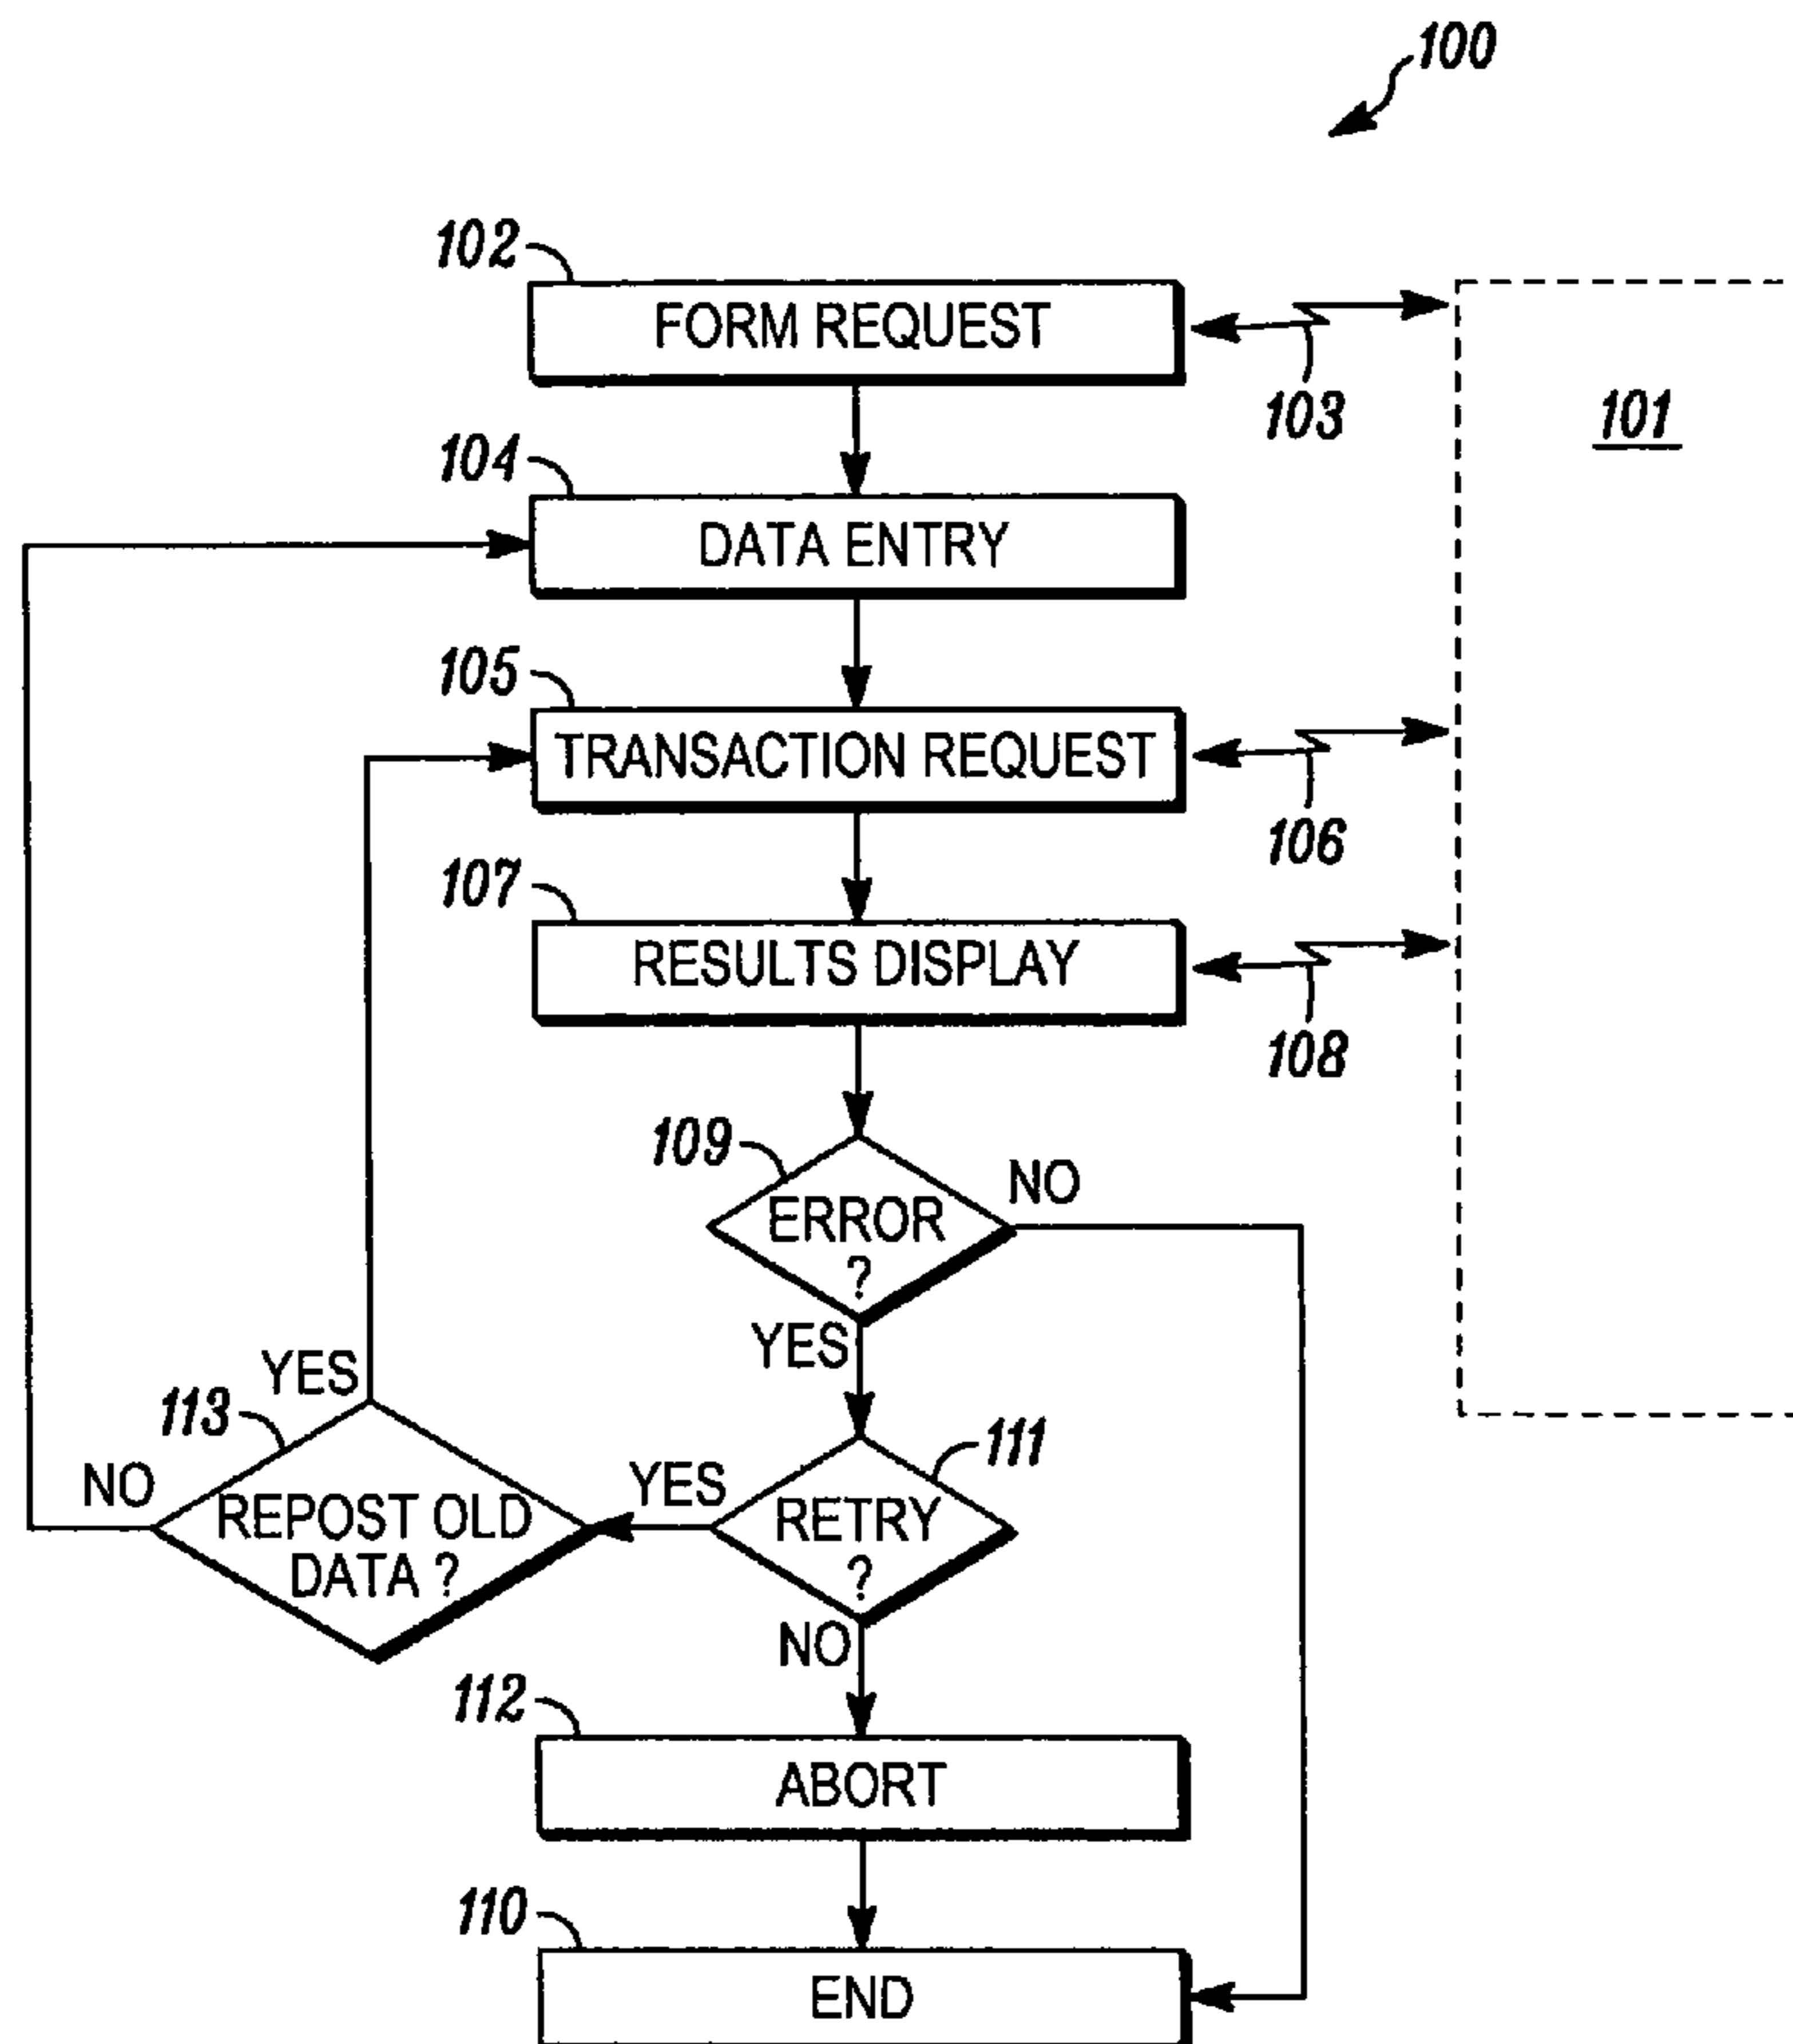 100
102
FORM REQUEST
103
101
104
DATA ENTRY
105
TRANSACTION REQUEST
106
107
RESULTS DISPLAY
108
109
ERROR
?
NO
YES
YES
113
NO
REPOST OLD
DATA ?
YES
111
RETRY
?
NO
112
ABORT
110
END